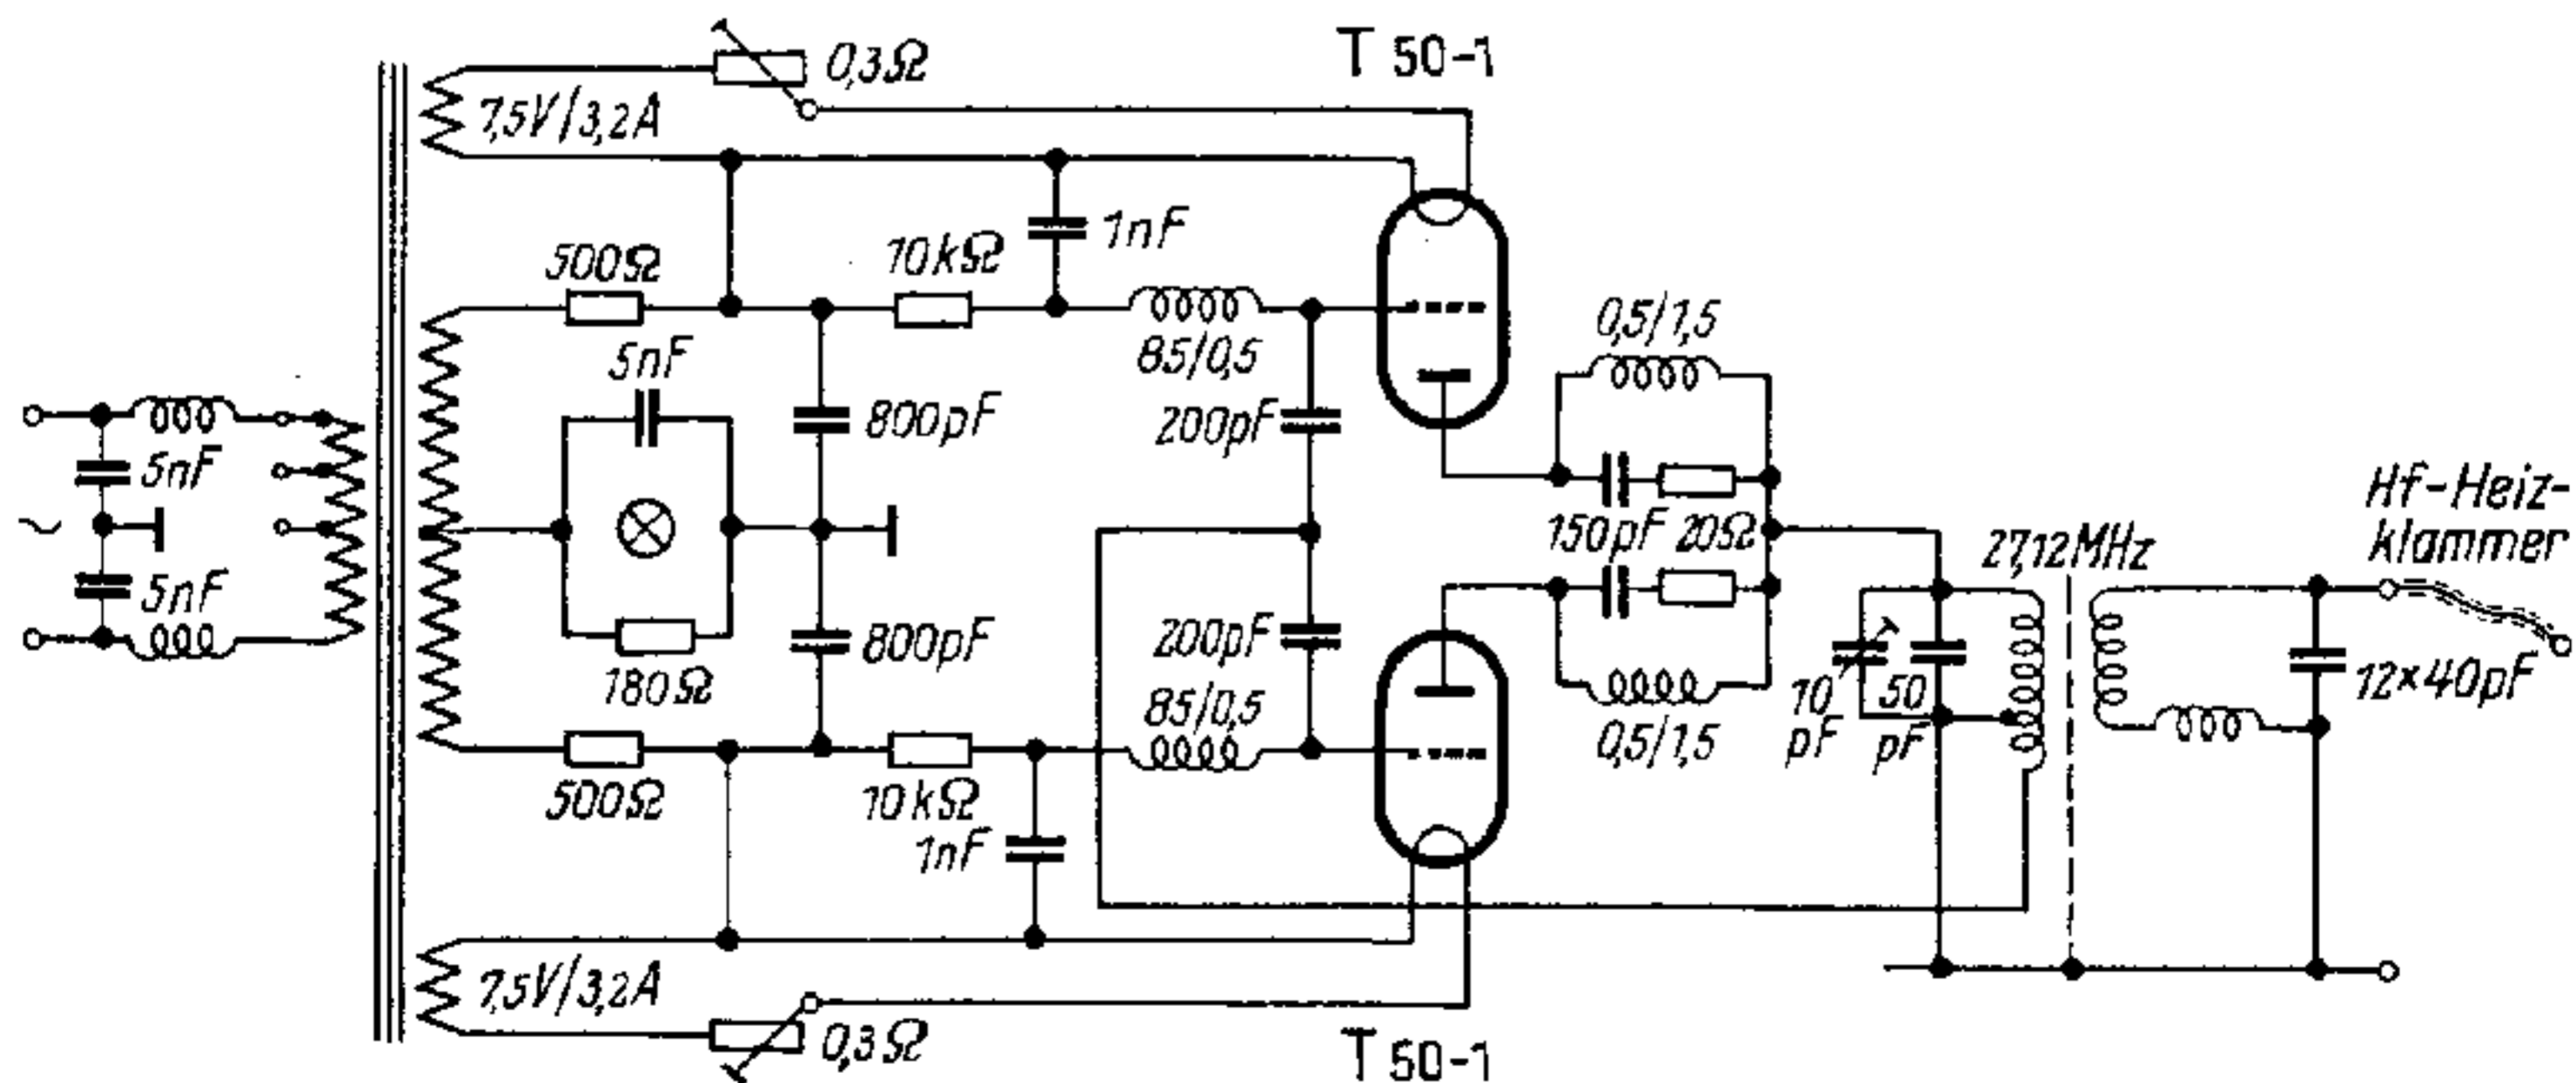 0,3Ω
T 50-1
7,5V/3,2A
500Ω
10kΩ
1nF
5nF
85/0,5
0,5/1,5
800pF
200pF
5nF
~
150pF
20Ω
27,12MHz
Hf-Heiz-
klammer
5nF
800pF
200pF
180Ω
85/0,5
0,5/1,5
10
pF
50
pF
12×40pF
500Ω
10kΩ
1nF
7,5V/3,2A
0,3Ω
T 50-1